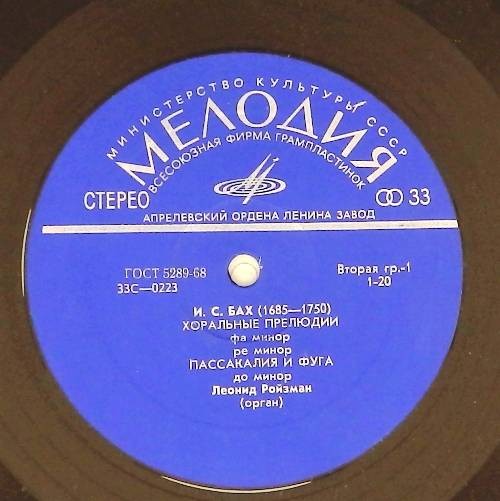 МИНИСТЕРСТВО КУЛЬТУРЫ СССР
МЕЛОДИЯ
ВСЕСОЮЗНАЯ ФИРМА ГРАМПЛАСТИНОК
СТЕРЕО
33
АПРЕЛЕВСКИЙ ОРДЕНА ЛЕНИНА ЗАВОД
ГОСТ 5289-68
33С—0223
Вторая гр.-1
1-20
И. С. БАХ (1685—1750)
ХОРАЛЬНЫЕ ПРЕЛЮДИИ
фа минор
ре минор
ПАССАКАЛИЯ И ФУГА
до минор
Леонид Ройзман
(орган)